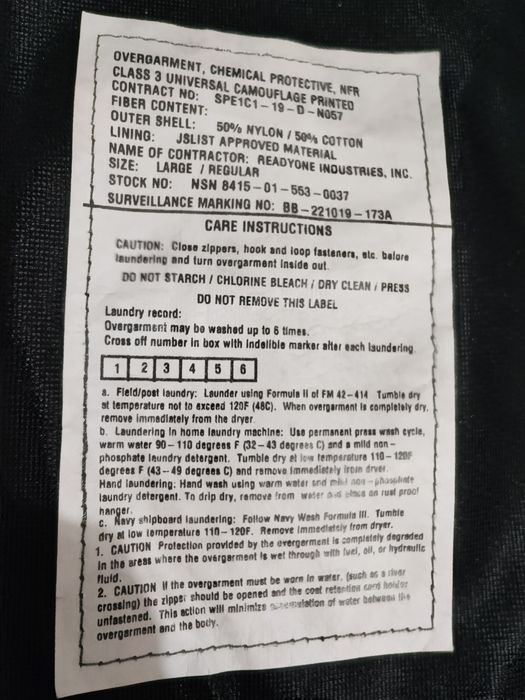 OVERGARMENT, CHEMICAL PROTECTIVE, NFR
CLASS 3 UNIVERSAL CAMOUFLAGE PRINTED
CONTRACT NO: SPE1C1-19-D-N057
FIBER CONTENT:
OUTER SHELL: 50% NYLON / 50% COTTON
LINING: JSLIST APPROVED MATERIAL
NAME OF CONTRACTOR: READYONE INDUSTRIES, INC.
SIZE: LARGE / REGULAR
STOCK NO: NSN 8415-01-553-0037
SURVEILLANCE MARKING NO: BB-221019-173A
CARE INSTRUCTIONS
CAUTION: Close zippers, hook and loop fasteners, etc. before
laundering and turn overgarment inside out.
DO NOT STARCH / CHLORINE BLEACH / DRY CLEAN / PRESS
DO NOT REMOVE THIS LABEL
Laundry record:
Overgarment may be washed up to 6 times.
Cross off number in box with indelible marker after each laundering
1 2 3 4 5 6
a. Field/post laundry: Launder using Formula II of FM 42-414 Tumble dry
at temperature not to exceed 120F (48C). When overgarment is completely dry,
remove immediately from the dryer.
b. Laundering in home laundry machine: Use permanent press wash cycle,
warm water 90-110 degrees F (32-43 degrees C) and a mild non-
phosphate laundry detergent. Tumble dry at low temperature 110-120F
degrees F (43-49 degrees C) and remove immediately from dryer.
Hand laundering: Hand wash using warm water and mild non-phosphate
laundry detergent. To drip dry, remove from water and place on rust proof
hanger.
c. Navy shipboard laundering: Follow Navy Wash Formula III. Tumble
dry at low temperature 110-120F. Remove immediately from dryer.
1. CAUTION Protection provided by the overgarment is completely degraded
in the areas where the overgarment is wet through with fuel, oil, or hydraulic
fluid.
2. CAUTION If the overgarment must be worn in water, (such as a river
crossing) the zipper should be opened and the coat retention cord holder
unfastened. This action will minimize accumulation of water between the
overgarment and the body.